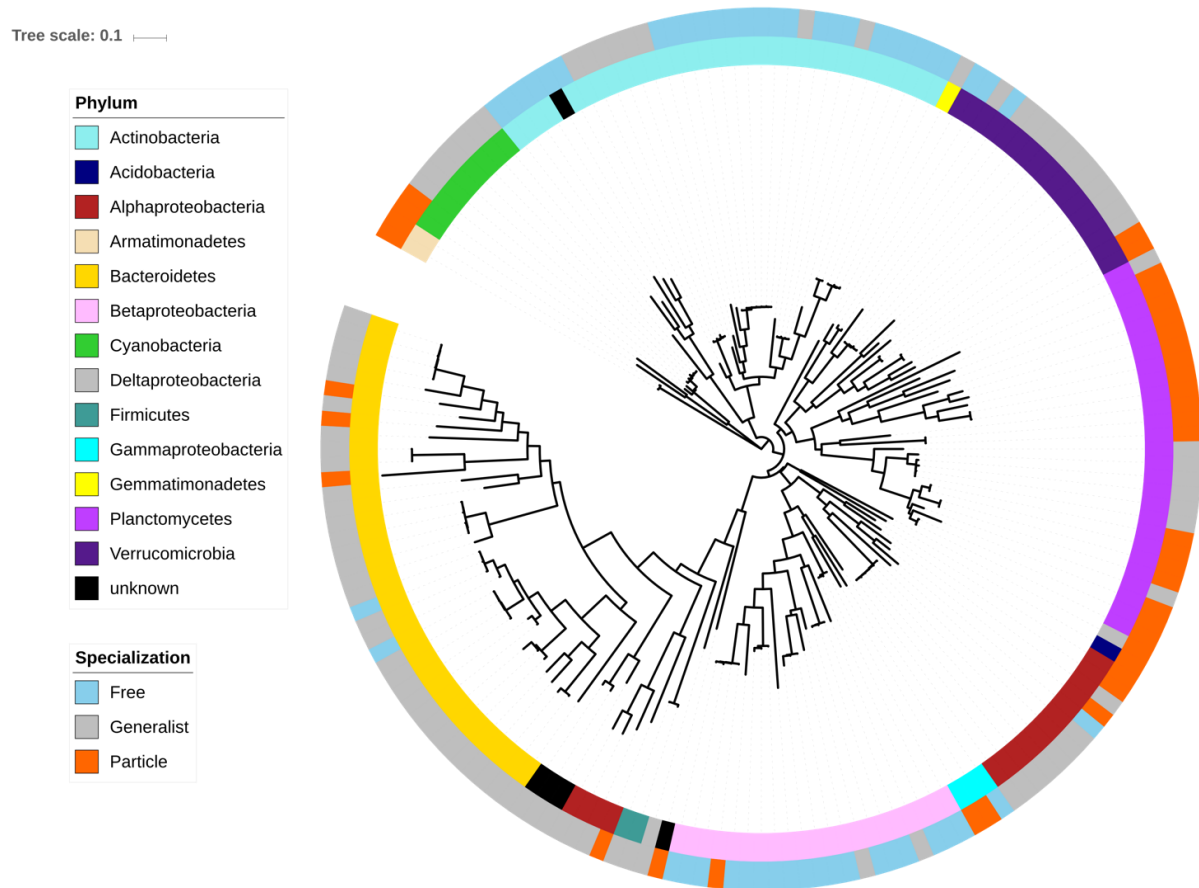 Tree scale: 0.1
Phylum
Actinobacteria
Acidobacteria
Alphaproteobacteria
Armatimonadetes
Bacteroidetes
Betaproteobacteria
Cyanobacteria
Deltaproteobacteria
Firmicutes
Gammaproteobacteria
Gemmatimonadetes
Planctomycetes
Verrucomicrobia
unknown
Specialization
Free
Generalist
Particle